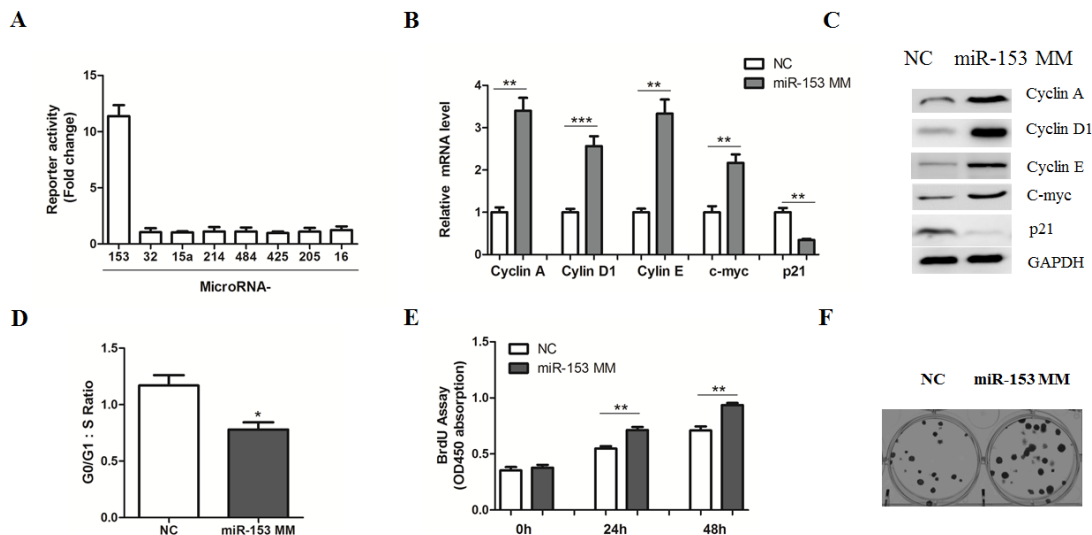 A
Reporter activity
(Fold change)
15
10
5
0
153 32 15a 214 484 425 205 16
MicroRNA-
B
NC
miR-153 MM
Relative mRNA level
4
3
2
1
0
** *** ** ** **
Cyclin A Cylin D1 Cylin E c-myc p21
C
NC miR-153 MM
Cyclin A
Cyclin D1
Cyclin E
C-myc
p21
GAPDH
D
G0/G1 : S Ratio
1.5
1.0
0.5
0.0
*
NC miR-153 MM
E
NC
miR-153 MM
BrdU Assay
(OD450 absorption)
1.5
1.0
0.5
0.0
** **
0h 24h 48h
F
NC miR-153 MM